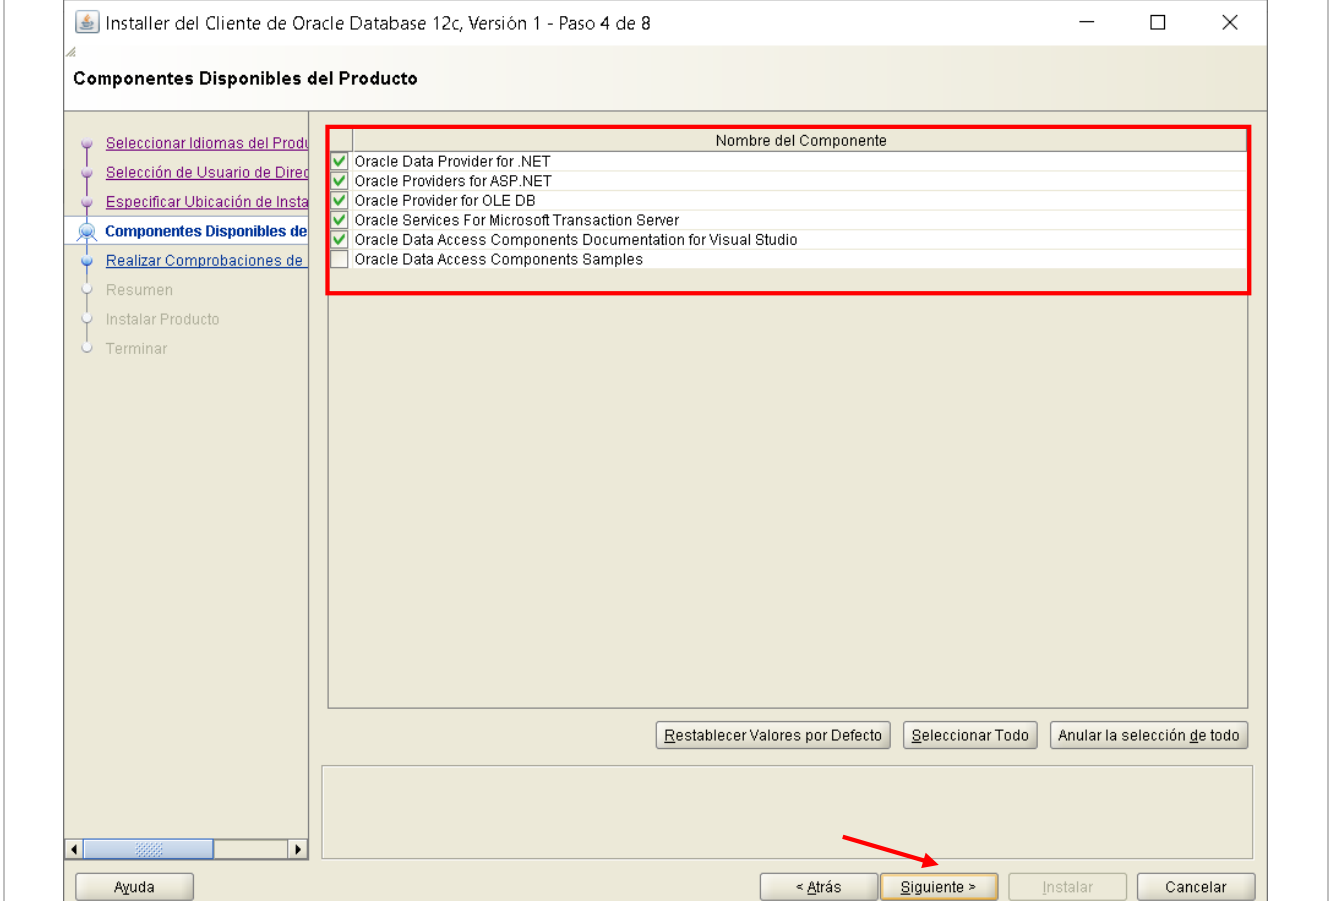 Installer del Cliente de Oracle Database 12c, Versión 1 - Paso 4 de 8
Componentes Disponibles del Producto
Seleccionar Idiomas del Produ
Selección de Usuario de Direc
Especificar Ubicación de Insta
Componentes Disponibles de
Realizar Comprobaciones de
Resumen
Instalar Producto
Terminar
Nombre del Componente
Oracle Data Provider for .NET
Oracle Providers for ASP.NET
Oracle Provider for OLE DB
Oracle Services For Microsoft Transaction Server
Oracle Data Access Components Documentation for Visual Studio
Oracle Data Access Components Samples
Restablecer Valores por Defecto
Seleccionar Todo
Anular la selección de todo
Ayuda
< Atrás
Siguiente >
Instalar
Cancelar